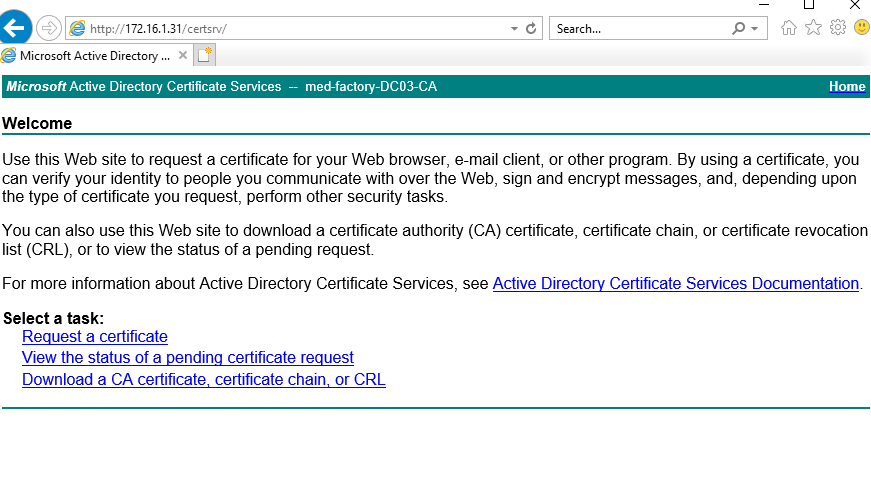 http://172.16.1.31/certsrv/
Search...
Microsoft Active Directory ...
Microsoft Active Directory Certificate Services -- med-factory-DC03-CA
Home
Welcome
Use this Web site to request a certificate for your Web browser, e-mail client, or other program. By using a certificate, you
can verify your identity to people you communicate with over the Web, sign and encrypt messages, and, depending upon
the type of certificate you request, perform other security tasks.
You can also use this Web site to download a certificate authority (CA) certificate, certificate chain, or certificate revocation
list (CRL), or to view the status of a pending request.
For more information about Active Directory Certificate Services, see Active Directory Certificate Services Documentation.
Select a task:
Request a certificate
View the status of a pending certificate request
Download a CA certificate, certificate chain, or CRL